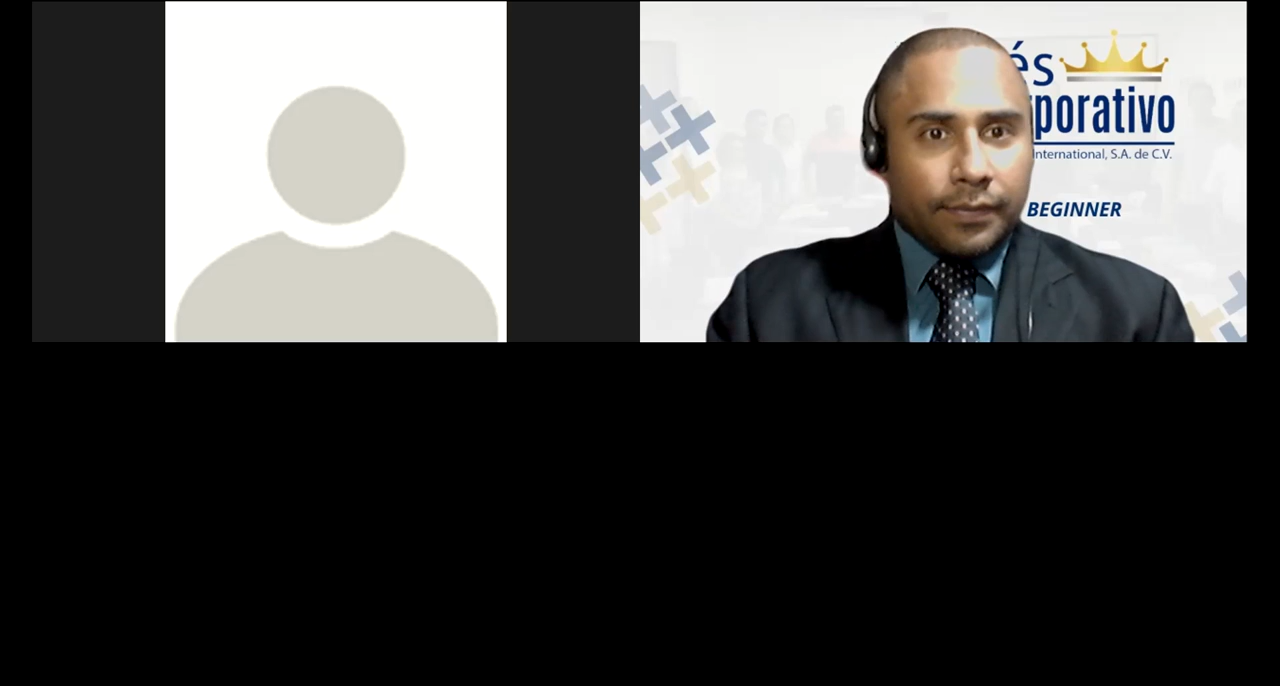 és
porativo
International, S.A. de C.V.
BEGINNER